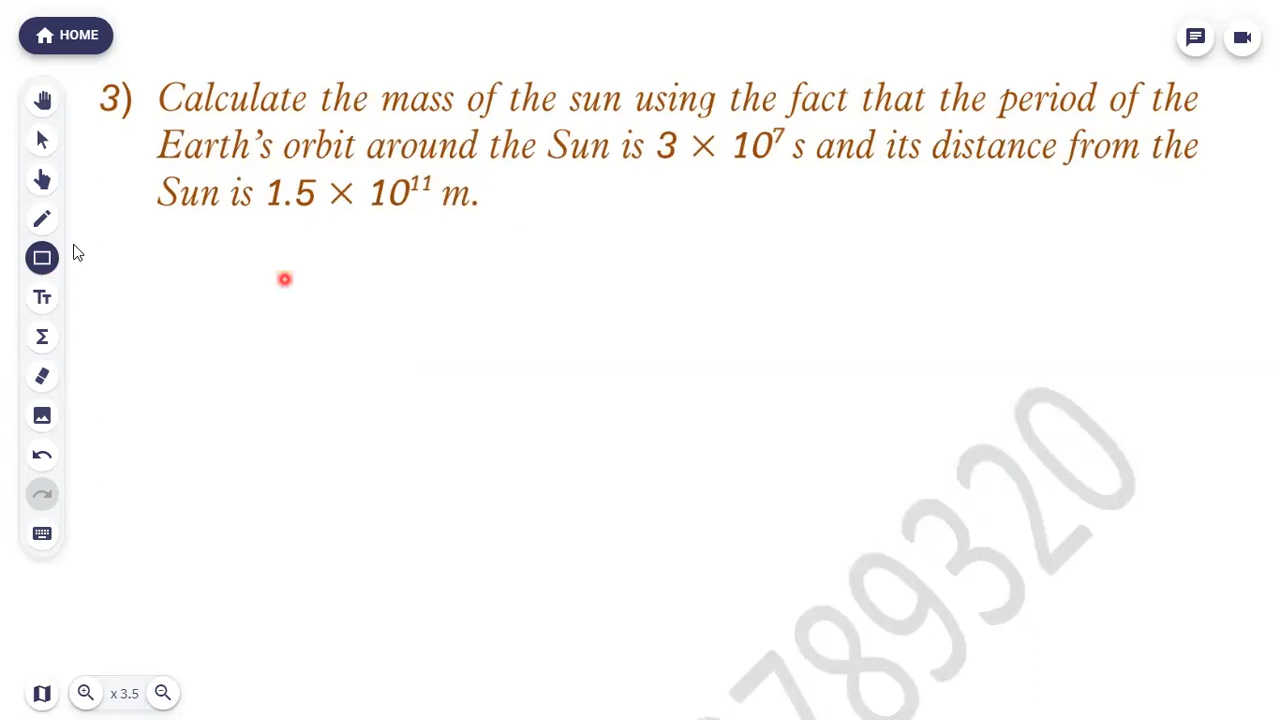 HOME
3) Calculate the mass of the sun using the fact that the period of the
Earth's orbit around the Sun is 3 × 10⁷ s and its distance from the
Sun is 1.5 × 10¹¹ m.
789320
x 3.5